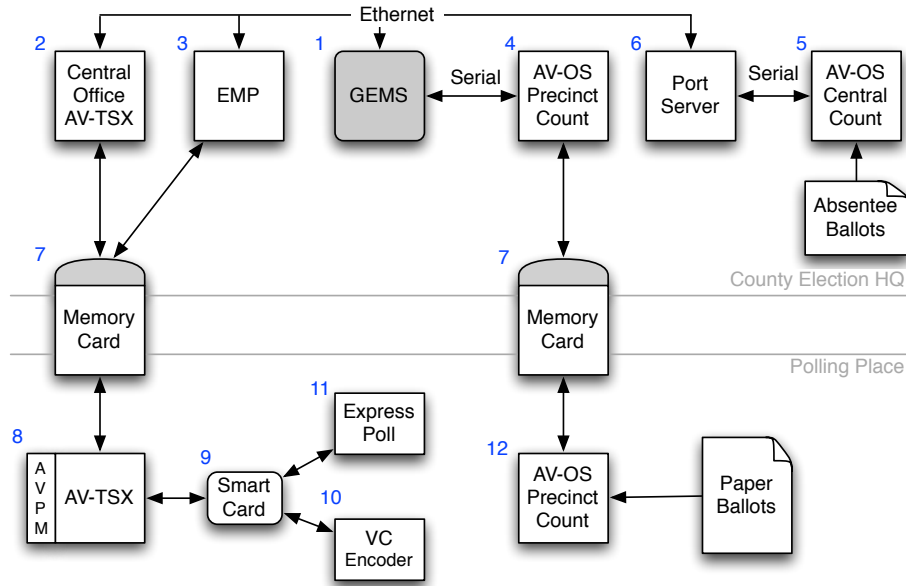 Ethernet
2
3
1
4
6
5
Central
Office
AV-TSX
EMP
GEMS
Serial
AV-OS
Precinct
Count
Port
Server
Serial
AV-OS
Central
Count
Absentee
Ballots
7
7
County Election HQ
Memory
Card
Memory
Card
Polling Place
8
A
V
P
M
AV-TSX
9
Smart
Card
11
Express
Poll
10
VC
Encoder
12
AV-OS
Precinct
Count
Paper
Ballots